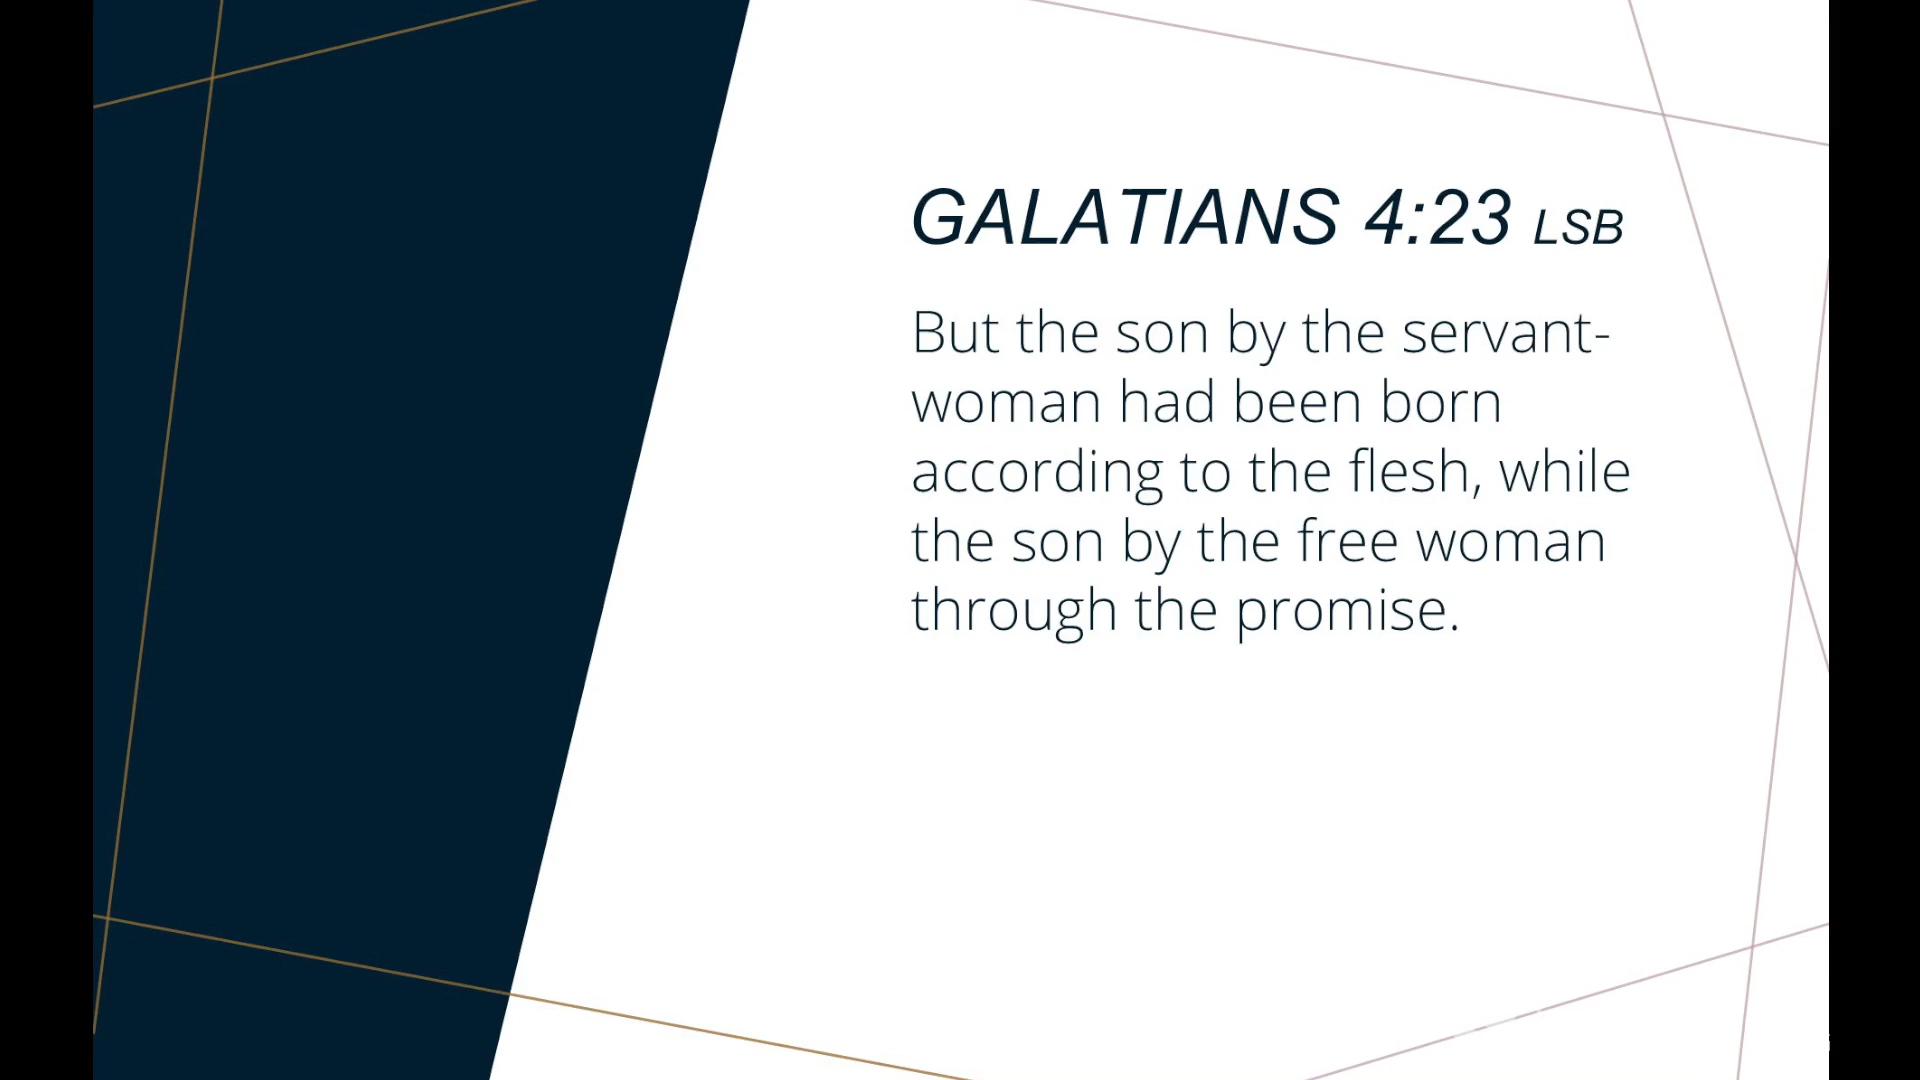 GALATIANS 4:23 LSB
But the son by the servant-
woman had been born
according to the flesh, while
the son by the free woman
through the promise.